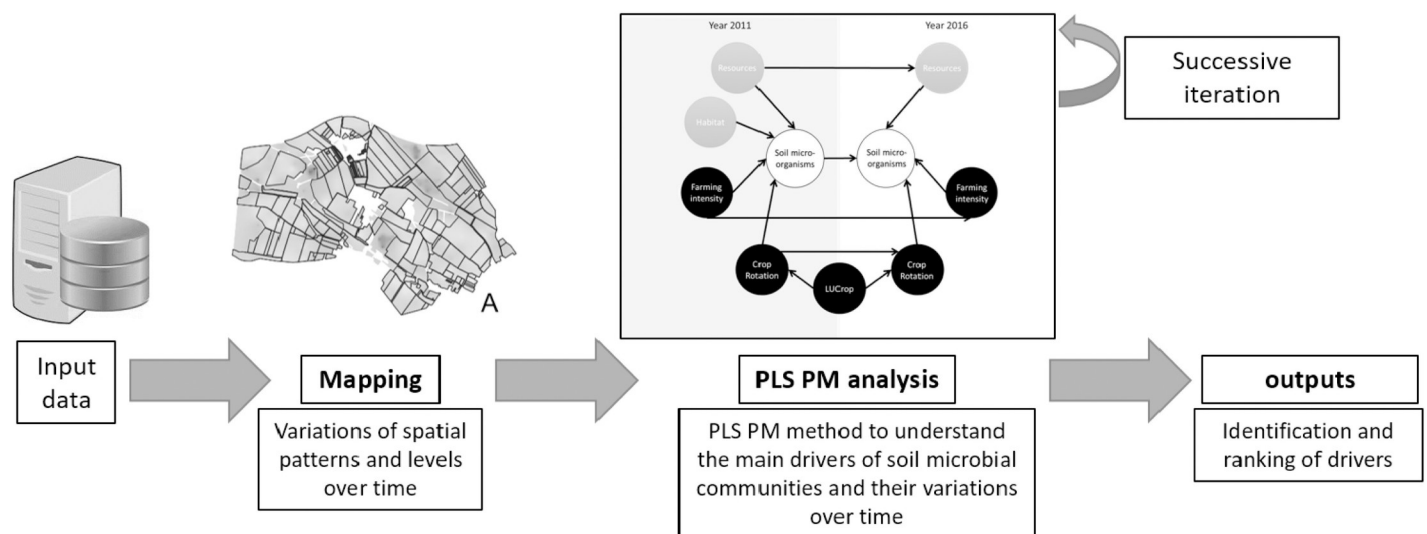 Input
data
A
Mapping
Variations of spatial
patterns and levels
over time
Year 2011
Year 2016
Resources
Resources
Habitat
Soil micro-
organisms
Soil micro-
organisms
Farming
intensity
Farming
intensity
Crop
Rotation
LUCrop
Crop
Rotation
Successive
iteration
PLS PM analysis
PLS PM method to understand
the main drivers of soil microbial
communities and their variations
over time
outputs
Identification and
ranking of drivers